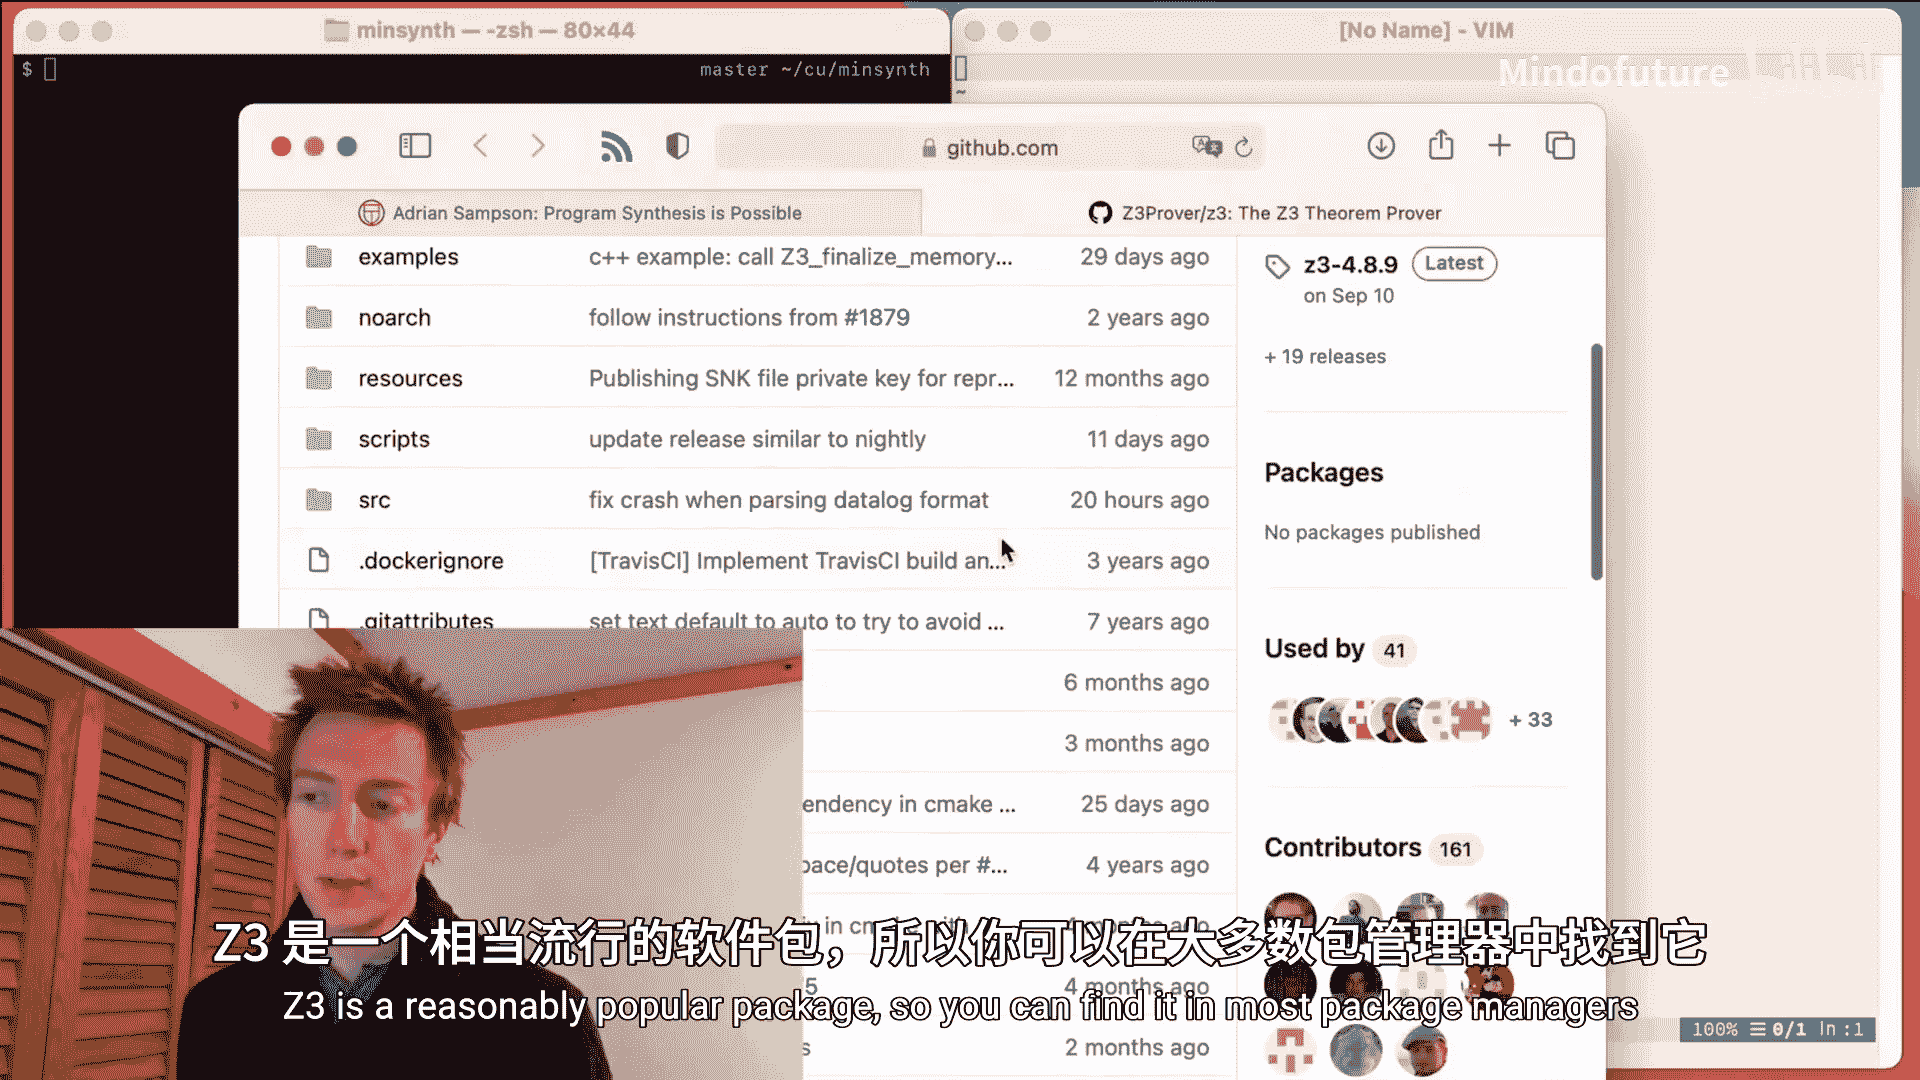 minsynth — -zsh — 80×44
[No Name] - VIM
$
master ~/cu/minsynth
~
Mindofuture
github.com
Adrian Sampson: Program Synthesis is Possible
Z3Prover/z3: The Z3 Theorem Prover
examples c++ example: call Z3_finalize_memory... 29 days ago
noarch follow instructions from #1879 2 years ago
resources Publishing SNK file private key for repr... 12 months ago
scripts update release similar to nightly 11 days ago
src fix crash when parsing datalog format 20 hours ago
.dockerignore [TravisCI] Implement TravisCI build an... 3 years ago
.gitattributes set text default to auto to try to avoid ... 7 years ago
6 months ago
3 months ago
endency in cmake ... 25 days ago
pace/quotes per #... 4 years ago
in
4 months ago
2 months ago
z3-4.8.9 Latest
on Sep 10
+ 19 releases
Packages
No packages published
Used by 41
+ 33
Contributors 161
Z3 是一个相当流行的软件包，所以你可以在大多数包管理器中找到它
Z3 is a reasonably popular package, so you can find it in most package managers
100% ☰ 0/1 ln :1